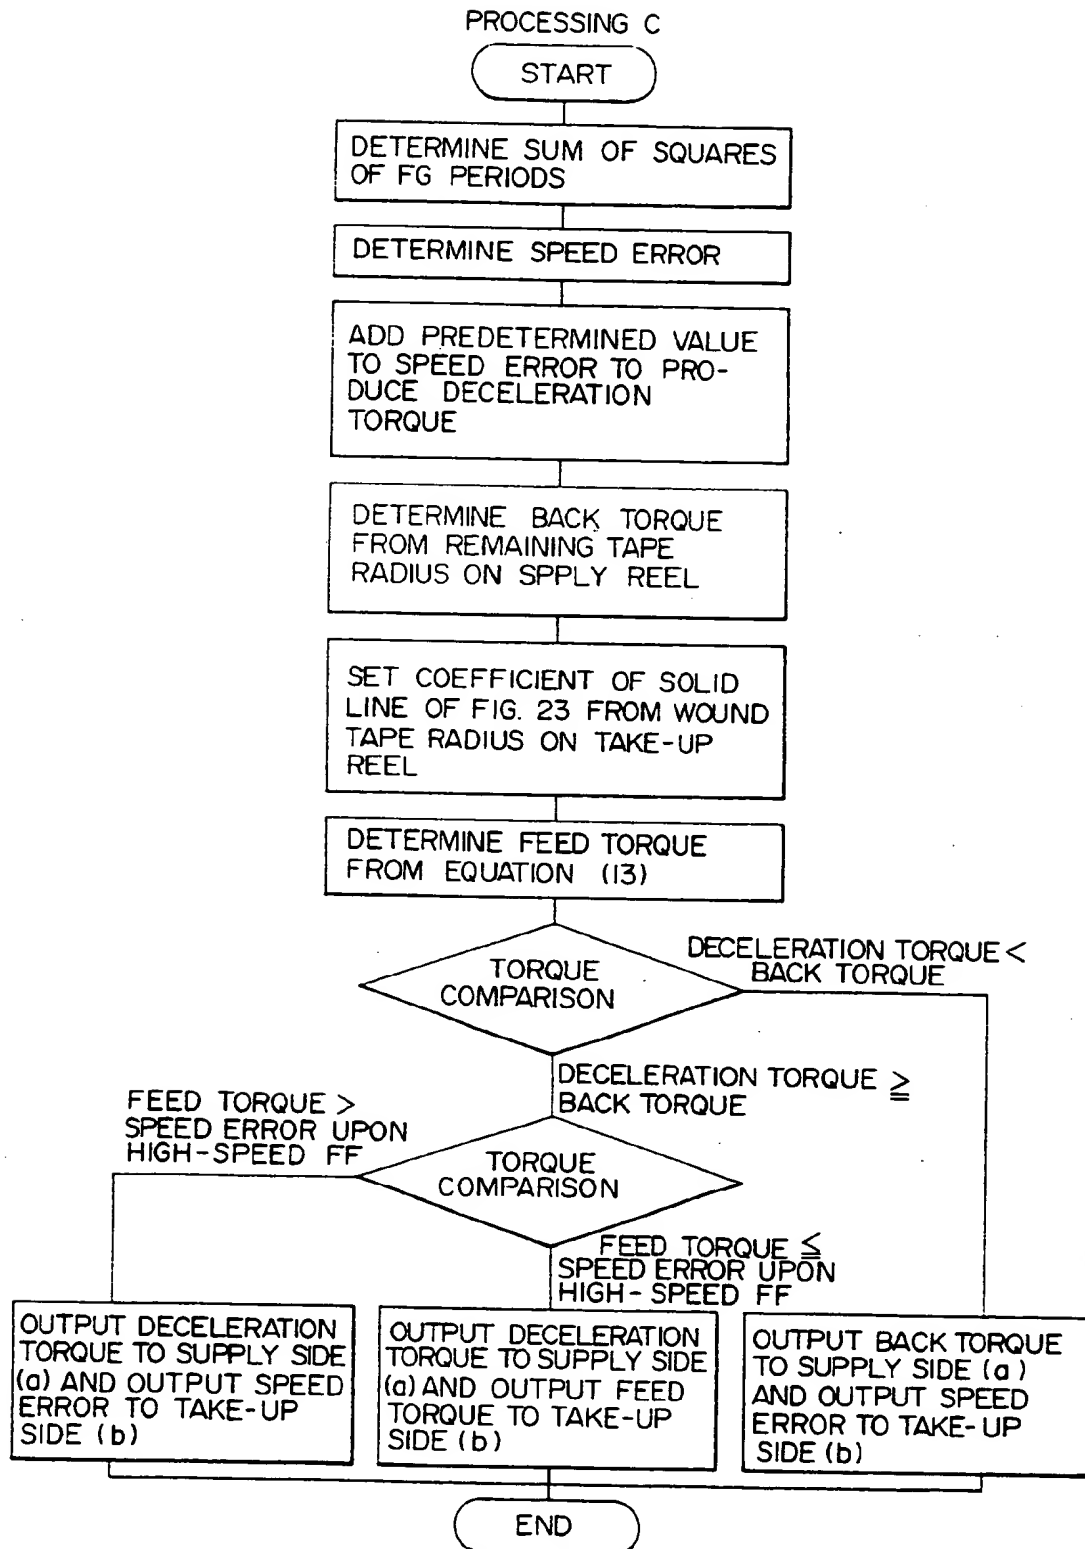 PROCESSING C
START
DETERMINE SUM OF SQUARES
OF FG PERIODS
DETERMINE SPEED ERROR
ADD PREDETERMINED VALUE
TO SPEED ERROR TO PRO-
DUCE DECELERATION
TORQUE
DETERMINE BACK TORQUE
FROM REMAINING TAPE
RADIUS ON SPPLY REEL
SET COEFFICIENT OF SOLID
LINE OF FIG. 23 FROM WOUND
TAPE RADIUS ON TAKE-UP
REEL
DETERMINE FEED TORQUE
FROM EQUATION (13)
TORQUE
COMPARISON
DECELERATION TORQUE <
BACK TORQUE
DECELERATION TORQUE ≧
BACK TORQUE
FEED TORQUE >
SPEED ERROR UPON
HIGH-SPEED FF
TORQUE
COMPARISON
FEED TORQUE ≦
SPEED ERROR UPON
HIGH-SPEED FF
OUTPUT DECELERATION
TORQUE TO SUPPLY SIDE
(a) AND OUTPUT SPEED
ERROR TO TAKE-UP
SIDE (b)
OUTPUT DECELERATION
TORQUE TO SUPPLY SIDE
(a) AND OUTPUT FEED
TORQUE TO TAKE-UP
SIDE (b)
OUTPUT BACK TORQUE
TO SUPPLY SIDE (a)
AND OUTPUT SPEED
ERROR TO TAKE-UP
SIDE (b)
END